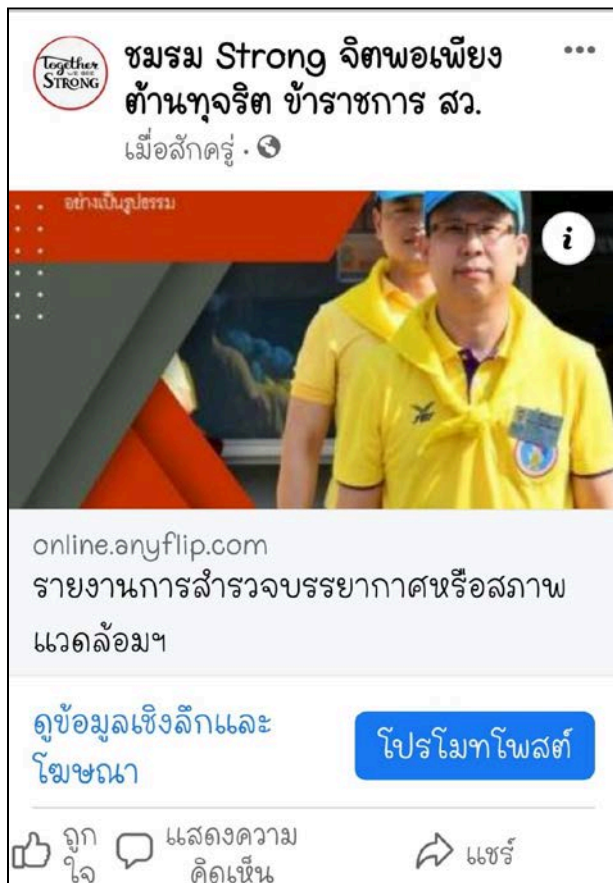 Together
WE ARE
STRONG
ชมรม Strong จิตพอเพียง
ต้านทุจริต ข้าราชการ สว.
เมื่อสักครู่ ·
อย่างเป็นรูปธรรม
i
FBT
online.anyflip.com
รายงานการสำรวจบรรยากาศหรือสภาพ
แวดล้อมฯ
ดูข้อมูลเชิงลึกและ
โฆษณา
โปรโมทโพสต์
ถูก
ใจ
แสดงความ
คิดเห็น
แชร์